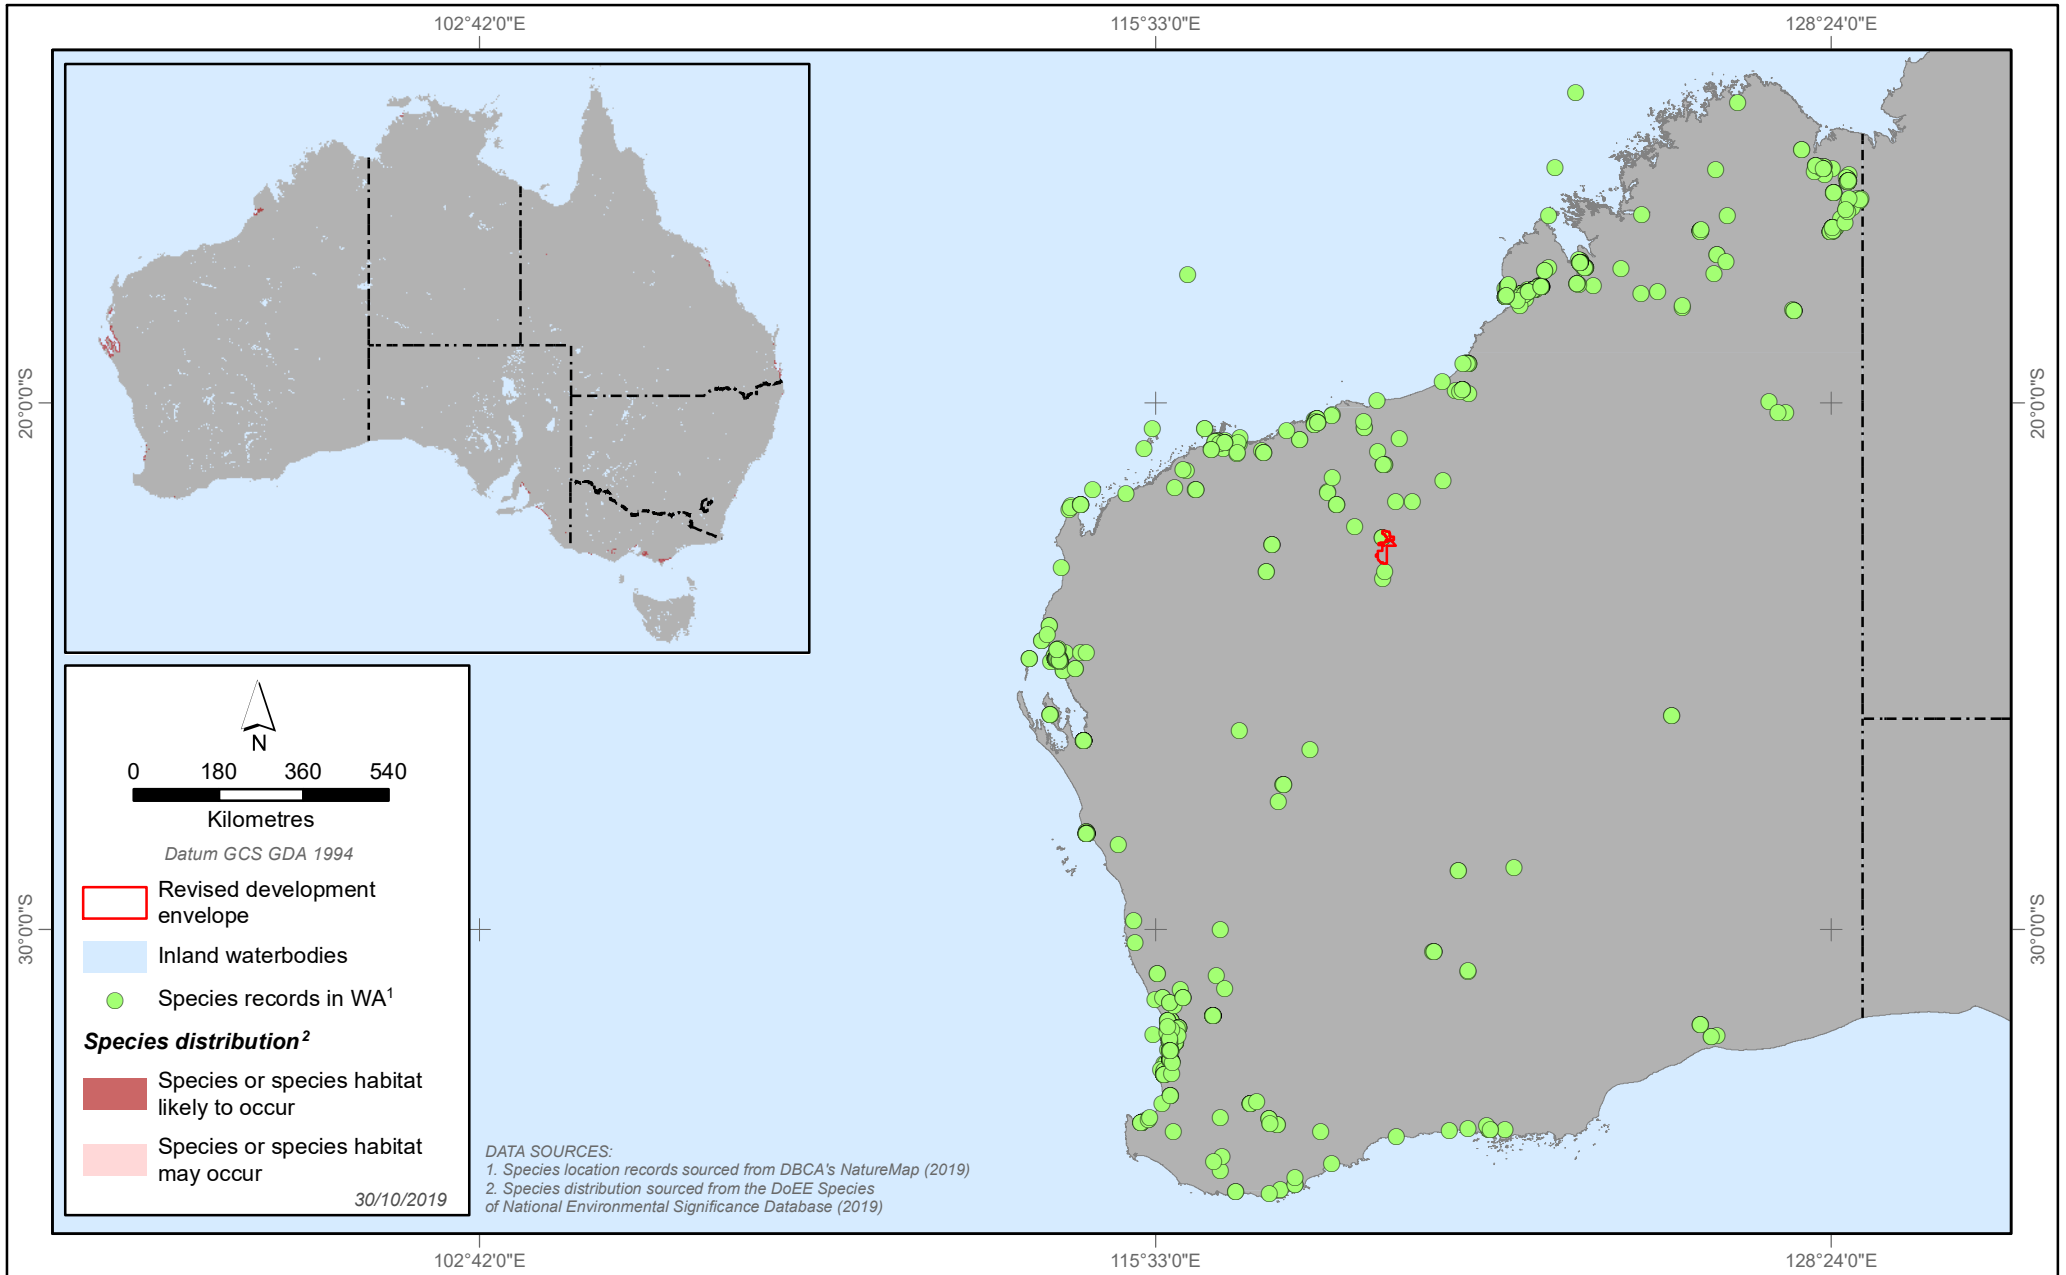 102°42'0"E
115°33'0"E
128°24'0"E
20°0'0"S
20°0'0"S
N
0 180 360 540
Kilometres
Datum GCS GDA 1994
Revised development
envelope
Inland waterbodies
Species records in WA1
Species distribution2
Species or species habitat
likely to occur
Species or species habitat
may occur
30/10/2019
30°0'0"S
30°0'0"S
DATA SOURCES:
1. Species location records sourced from DBCA's NatureMap (2019)
2. Species distribution sourced from the DoEE Species
of National Environmental Significance Database (2019)
102°42'0"E
115°33'0"E
128°24'0"E